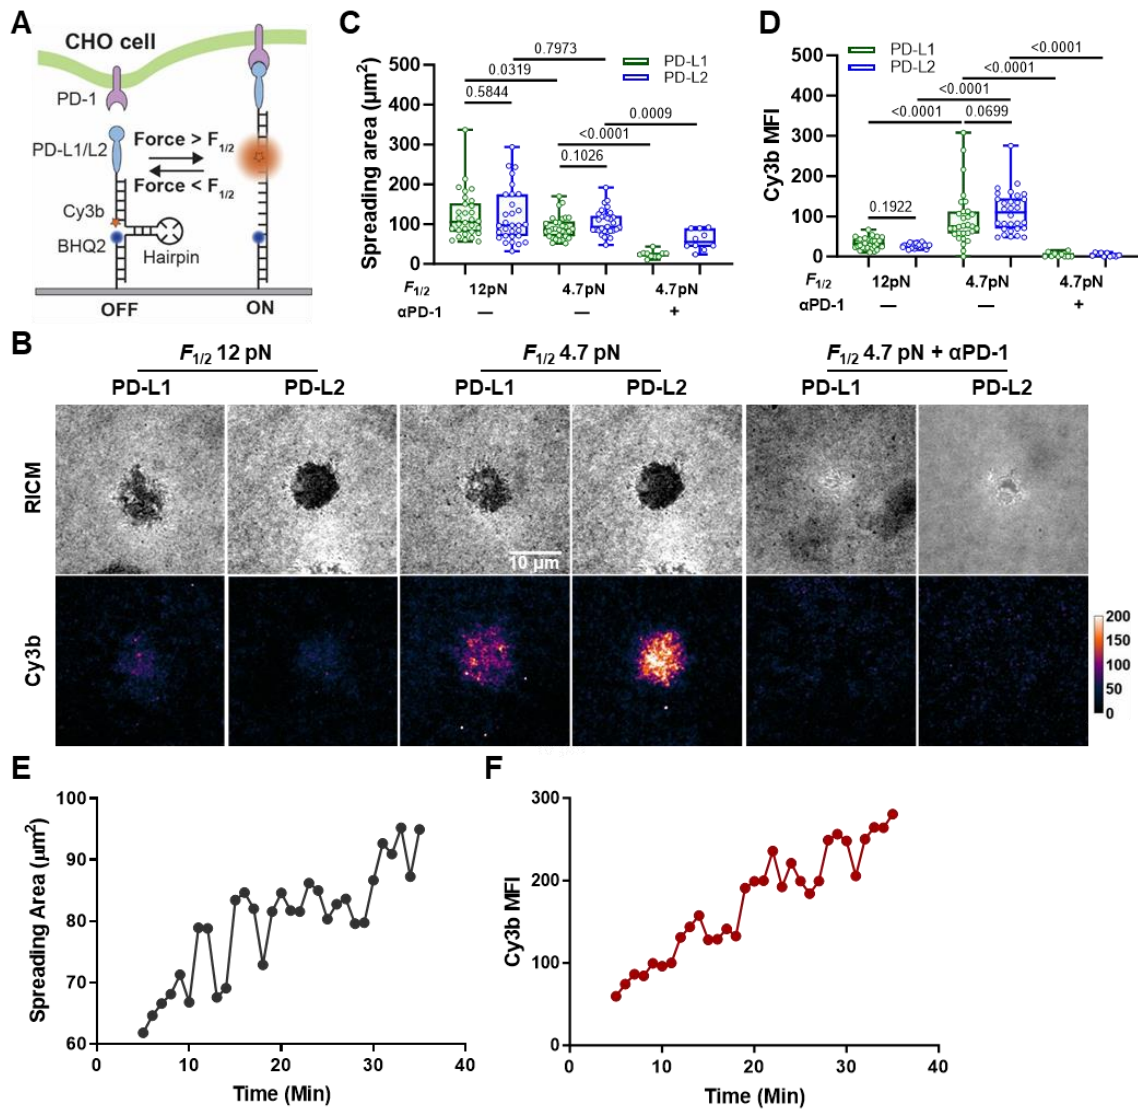 A
CHO cell
PD-1
PD-L1/L2
Force > F1/2
Force < F1/2
Cy3b
BHQ2
Hairpin
OFF
ON
C
PD-L1
PD-L2
0.7973
0.0319
0.5844
0.0009
<0.0001
0.1026
Spreading area (µm²)
500
400
300
200
100
0
F1/2
12pN
4.7pN
4.7pN
αPD-1
—
—
+
D
PD-L1
PD-L2
<0.0001
<0.0001
<0.0001
<0.0001
0.0699
0.1922
Cy3b MFI
500
400
300
200
100
0
F1/2
12pN
4.7pN
4.7pN
αPD-1
—
—
+
B
F1/2 12 pN
F1/2 4.7 pN
F1/2 4.7 pN + αPD-1
PD-L1
PD-L2
PD-L1
PD-L2
PD-L1
PD-L2
RICM
10 µm
Cy3b
200
150
100
50
0
E
Spreading Area (µm²)
100
90
80
70
60
0
10
20
30
40
Time (Min)
F
Cy3b MFI
300
200
100
0
0
10
20
30
40
Time (Min)